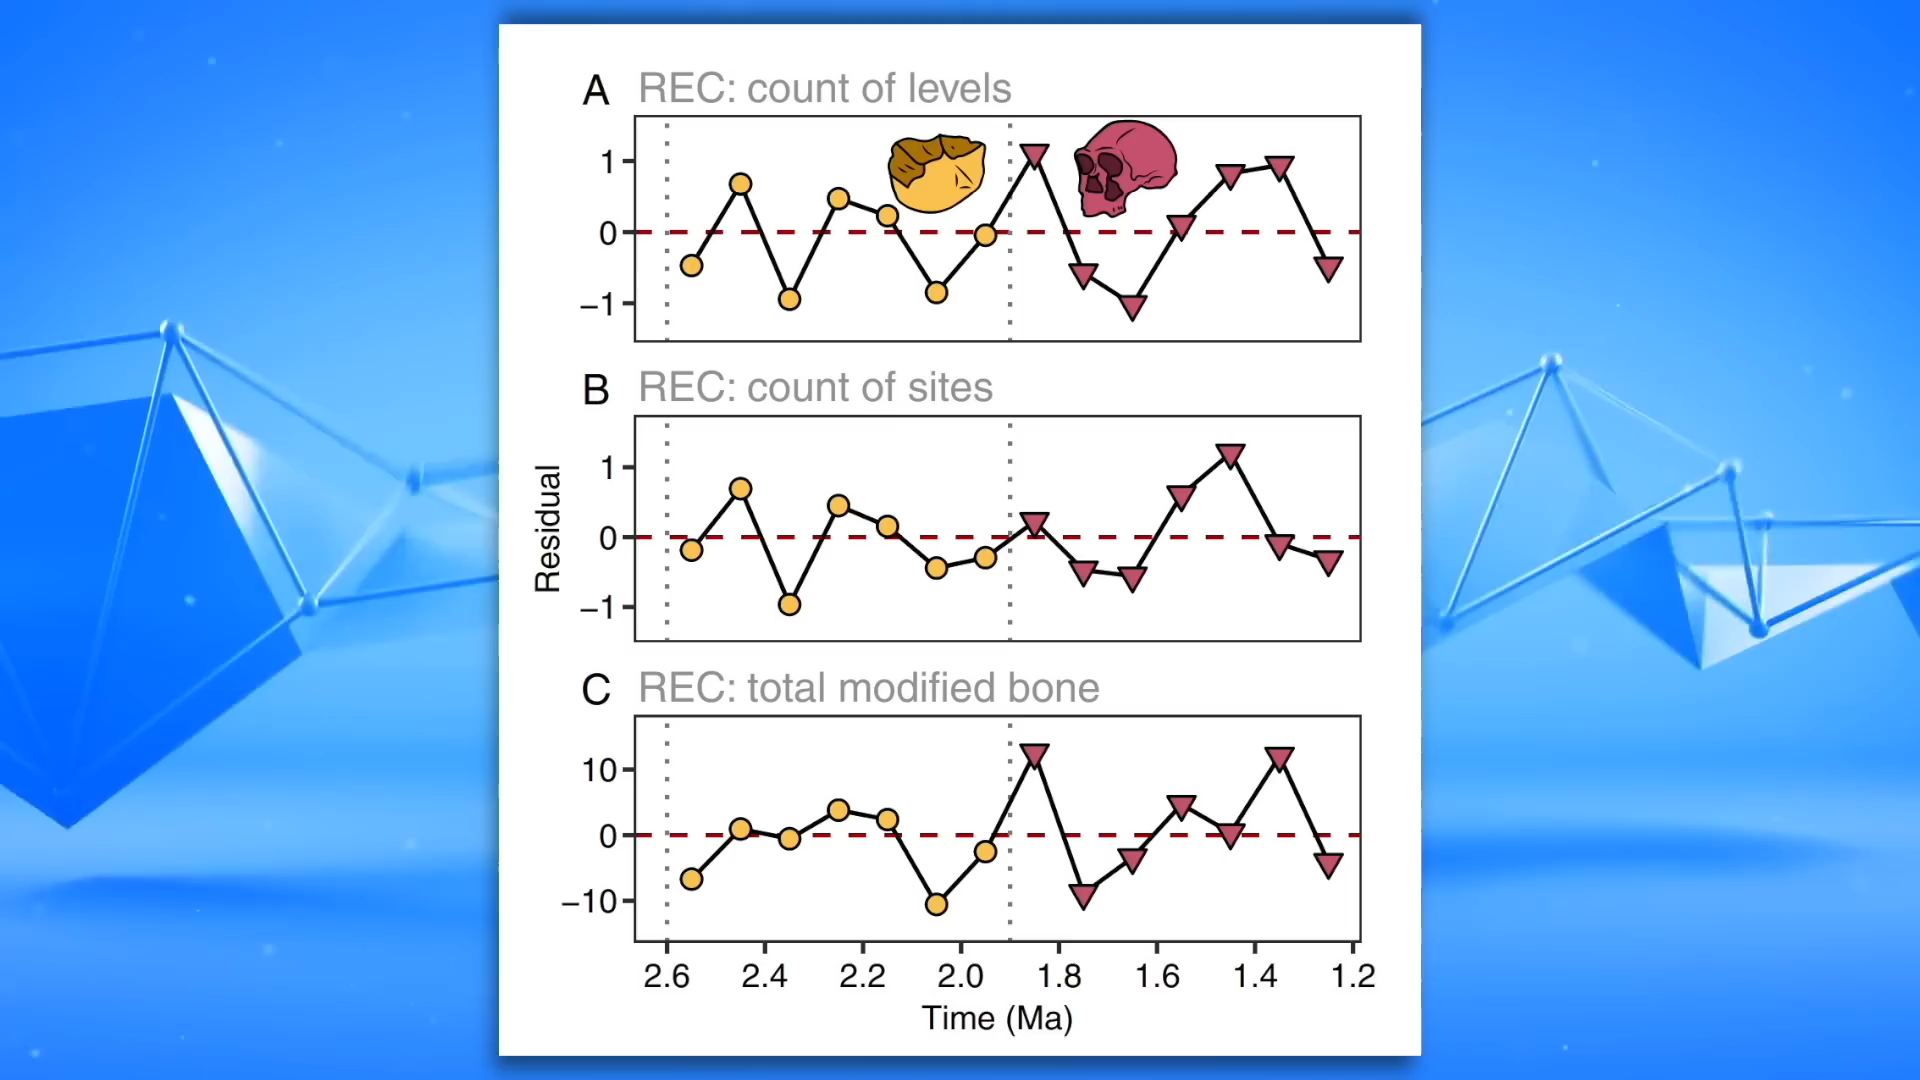 A REC: count of levels
1
0
−1
B REC: count of sites
1
0
−1
Residual
C REC: total modified bone
10
0
−10
2.6 2.4 2.2 2.0 1.8 1.6 1.4 1.2
Time (Ma)